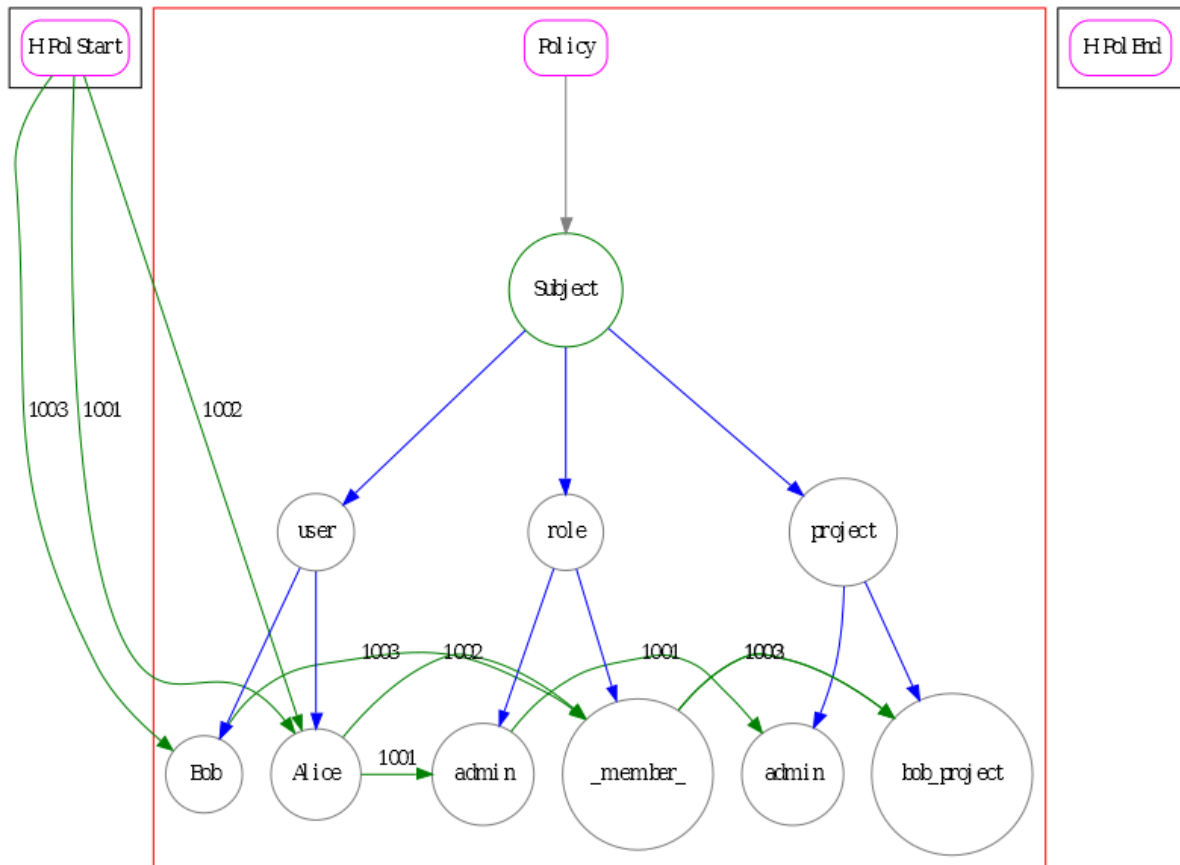 HPolStart
Policy
HPolEnd
Subject
1003
1001
1002
user
role
project
1003
1002
1001
1003
1001
Bob
Alice
admin
_member_
admin
bob_project